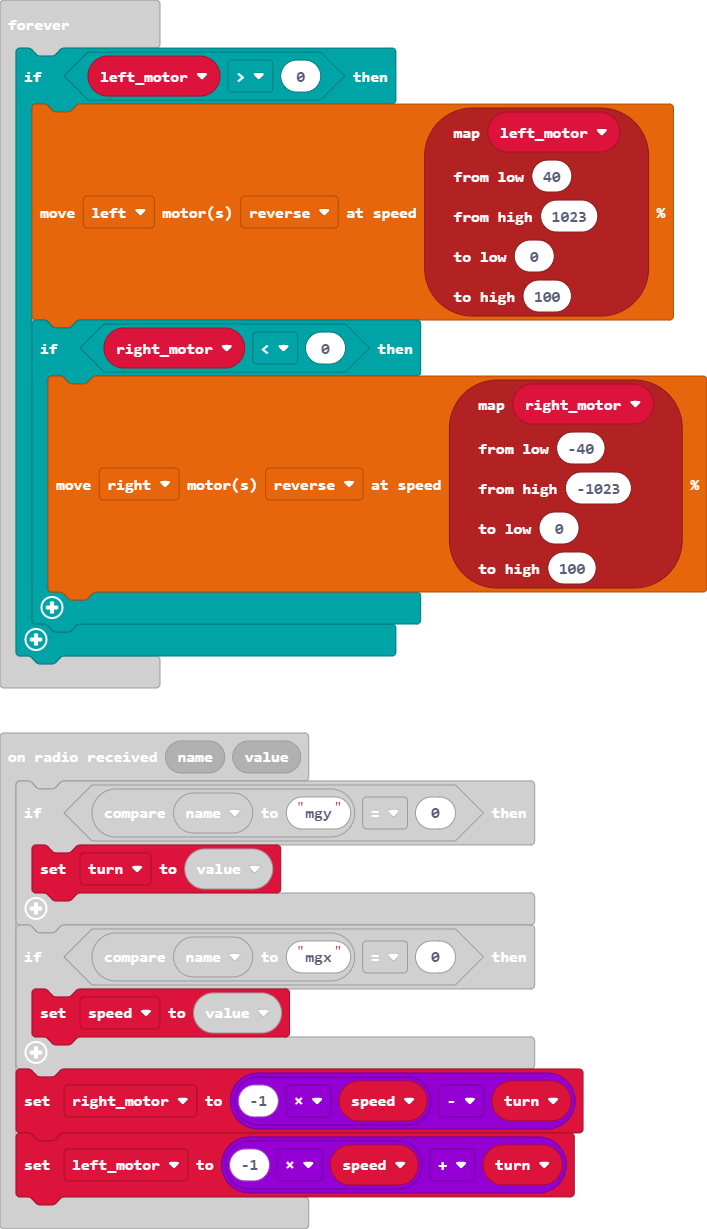 forever
if left_motor > 0 then
move left motor(s) reverse at speed map left_motor %
from low 40
from high 1023
to low 0
to high 100
if right_motor < 0 then
move right motor(s) reverse at speed map right_motor %
from low -40
from high -1023
to low 0
to high 100
on radio received name value
if compare name to "mgy" = 0 then
set turn to value
if compare name to "mgx" = 0 then
set speed to value
set right_motor to -1 × speed - turn
set left_motor to -1 × speed + turn